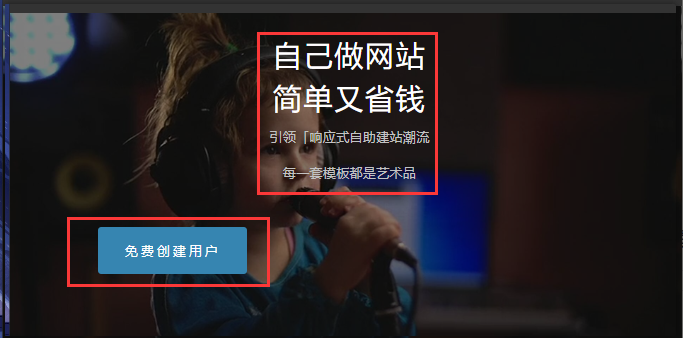 自己做网站
简单又省钱
引领「响应式自助建站潮流
每一套模板都是艺术品
免费创建用户